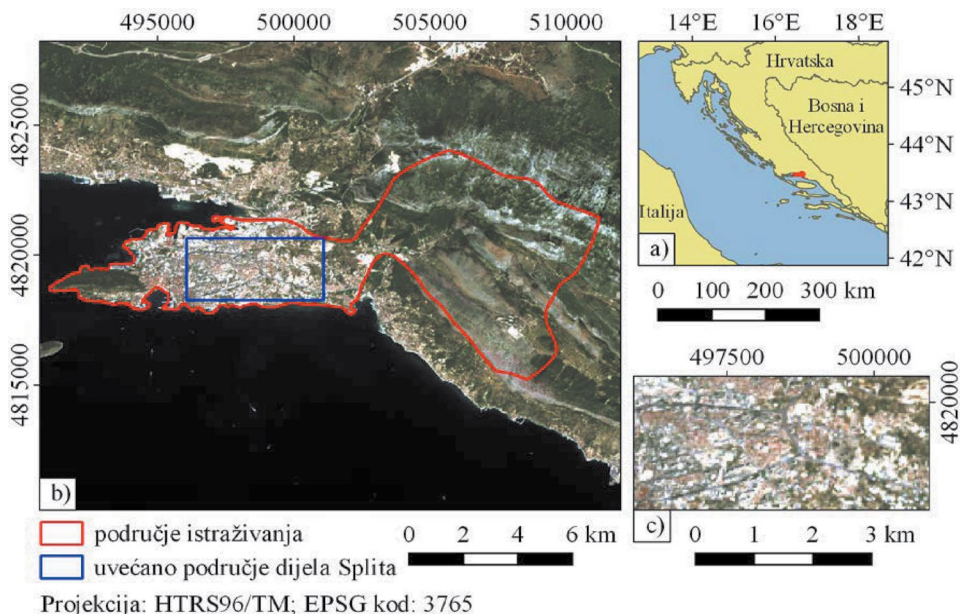 495000 500000 505000 510000
4825000
4820000
4815000
b)
12°E 14°E 16°E 18°E
Hrvatska
45°N
Bosna i
Hercegovina
44°N
43°N
Italija
42°N
a)
0 100 200 300 km
497500 500000
4820000
c)
0 1 2 3 km
područje istraživanja
0 2 4 6 km
uvećano područje dijela Splita
Projekcija: HTRS96/TM; EPSG kod: 3765